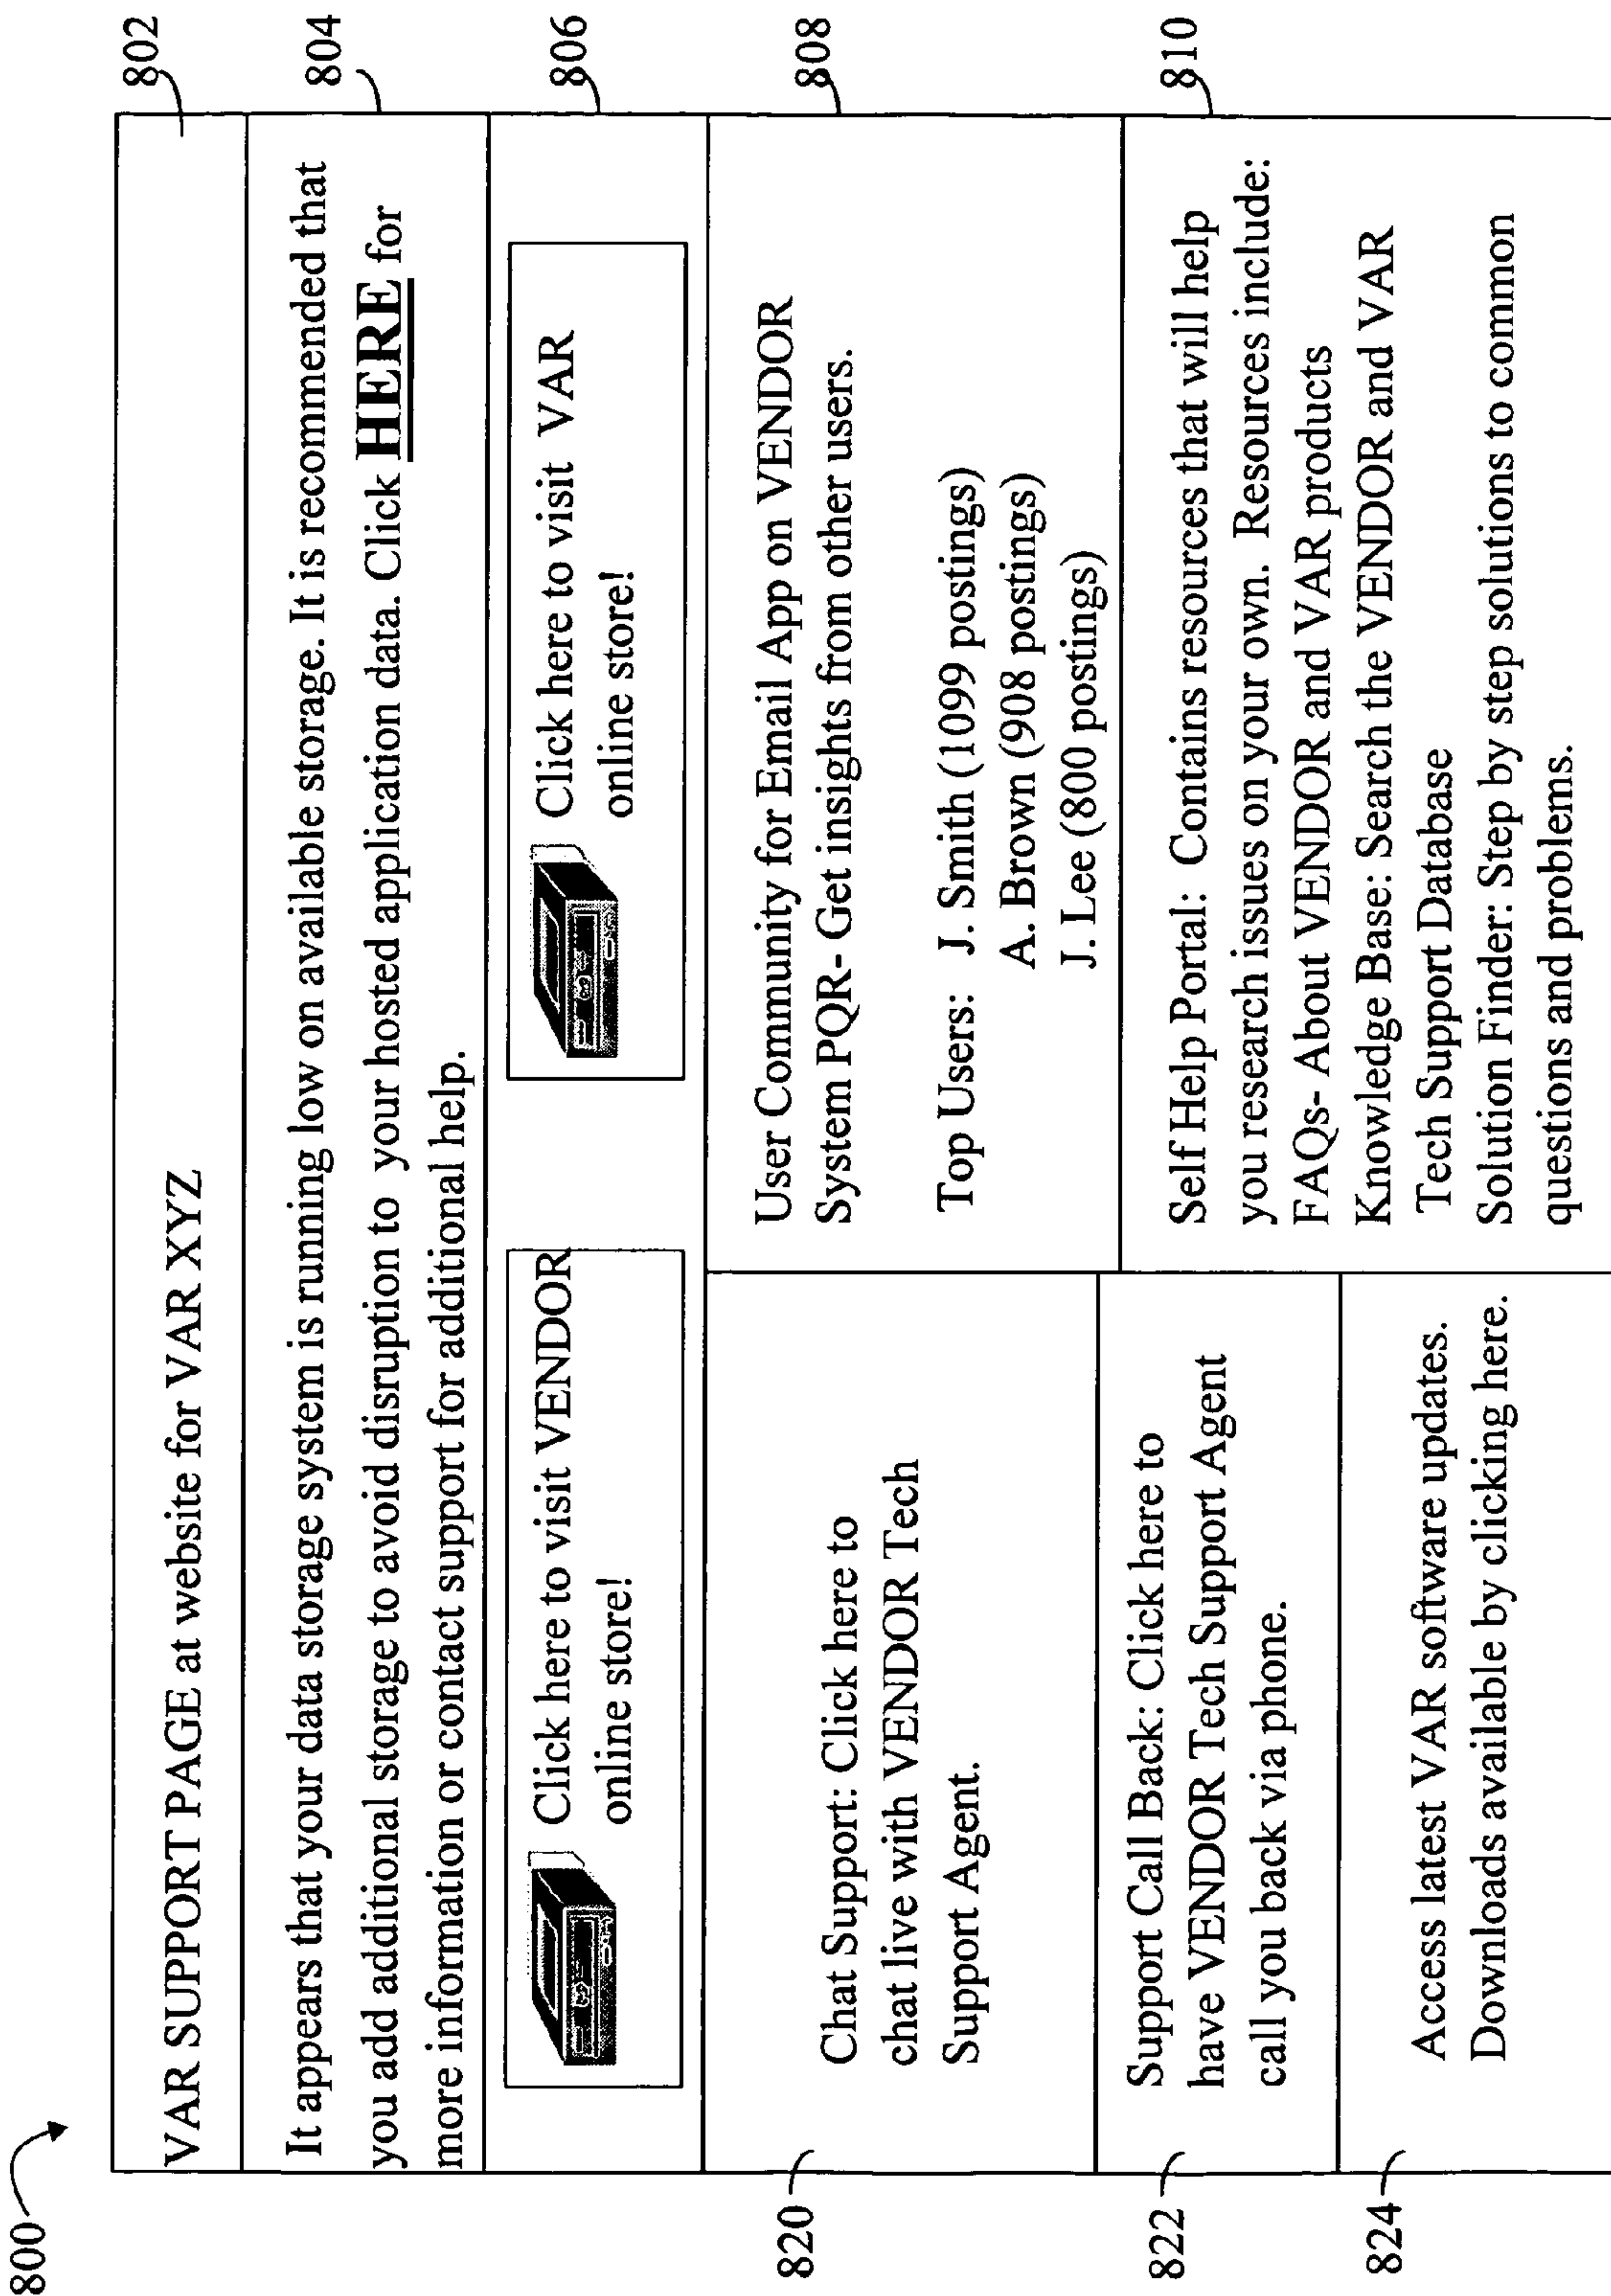 800
VAR SUPPORT PAGE at website for VAR XYZ
802
It appears that your data storage system is running low on available storage. It is recommended that
you add additional storage to avoid disruption to your hosted application data. Click HERE for
more information or contact support for additional help.
804
Click here to visit VENDOR
online store!
Click here to visit VAR
online store!
806
820
Chat Support: Click here to
chat live with VENDOR Tech
Support Agent.
822
Support Call Back: Click here to
have VENDOR Tech Support Agent
call you back via phone.
824
Access latest VAR software updates.
Downloads available by clicking here.
User Community for Email App on VENDOR
System PQR- Get insights from other users.
Top Users: J. Smith (1099 postings)
A. Brown (908 postings)
J. Lee (800 postings)
808
Self Help Portal: Contains resources that will help
you research issues on your own. Resources include:
FAQs- About VENDOR and VAR products
Knowledge Base: Search the VENDOR and VAR
Tech Support Database
Solution Finder: Step by step solutions to common
questions and problems.
810